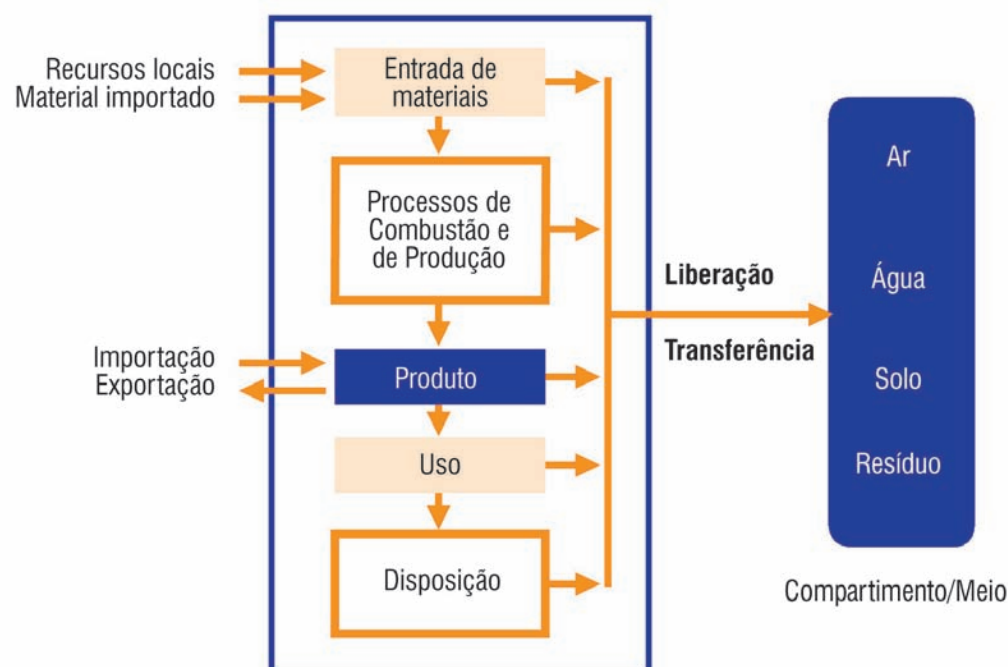 Recursos locais
Material importado
Entrada de
materiais
Processos de
Combustão e
de Produção
Importação
Exportação
Produto
Uso
Disposição
Liberação
Transferência
Ar
Água
Solo
Resíduo
Compartimento/Meio